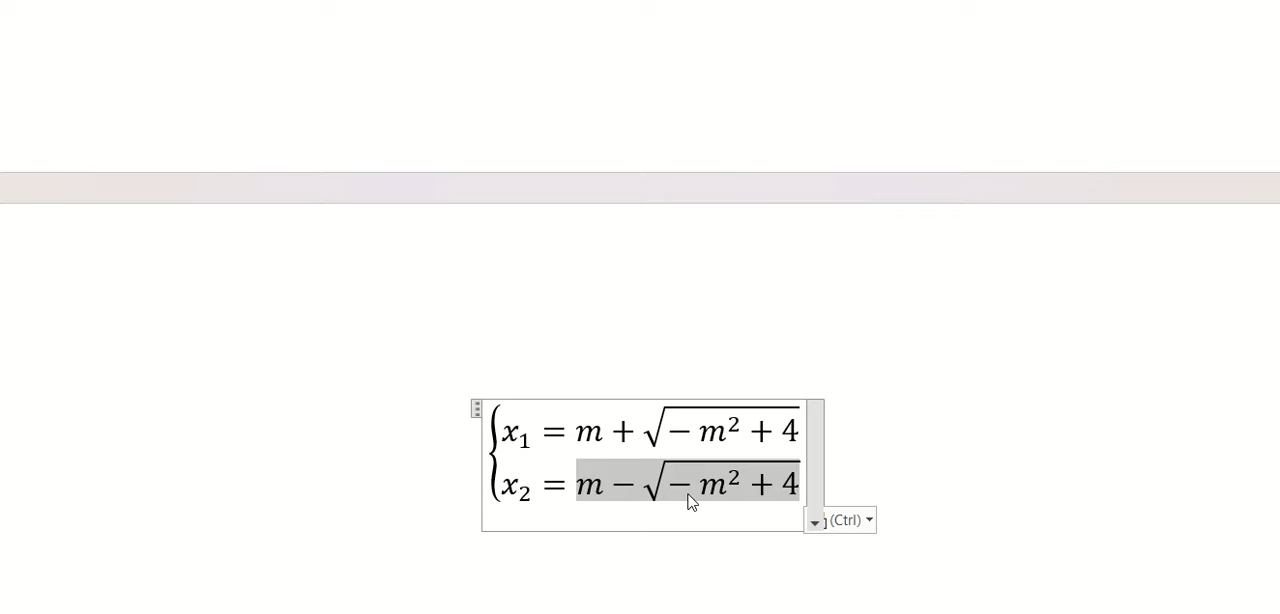 x₁ = m + √(− m² + 4)
x₂ = m − √(− m² + 4)
(Ctrl)